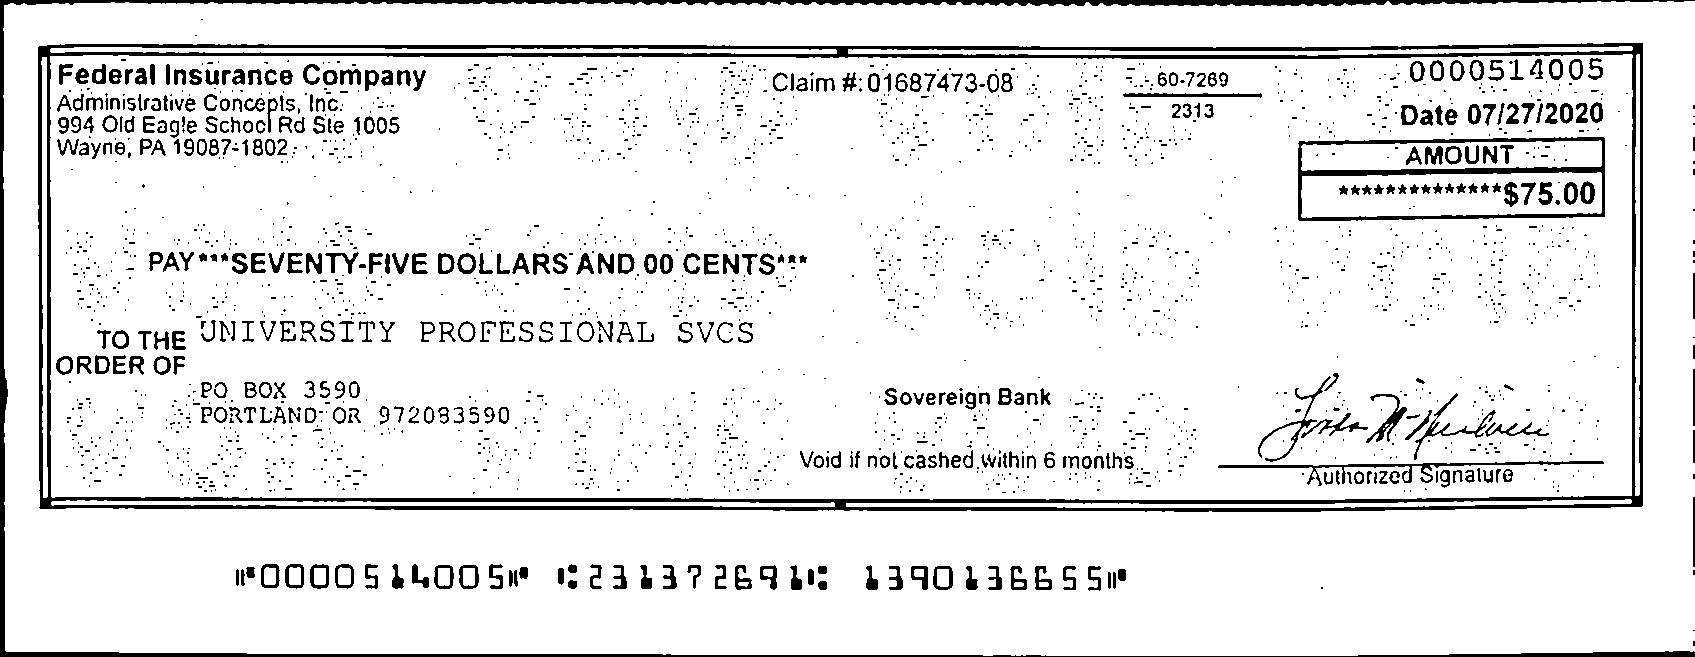 Federal Insurance Company
Administrative Concepts, Inc.
994 Old Eagle School Rd Ste 1005
Wayne, PA 19087-1802
Claim #: 01687473-08
60-7269
2313
0000514005
Date 07/27/2020
AMOUNT
**************$75.00
PAY***SEVENTY-FIVE DOLLARS AND 00 CENTS***
TO THE ORDER OF UNIVERSITY PROFESSIONAL SVCS
PO BOX 3590
PORTLAND OR 972083590
Sovereign Bank
Void if not cashed within 6 months
Authorized Signature
⑈0000514005⑈ ⑆231372691⑆ 1390136655⑈